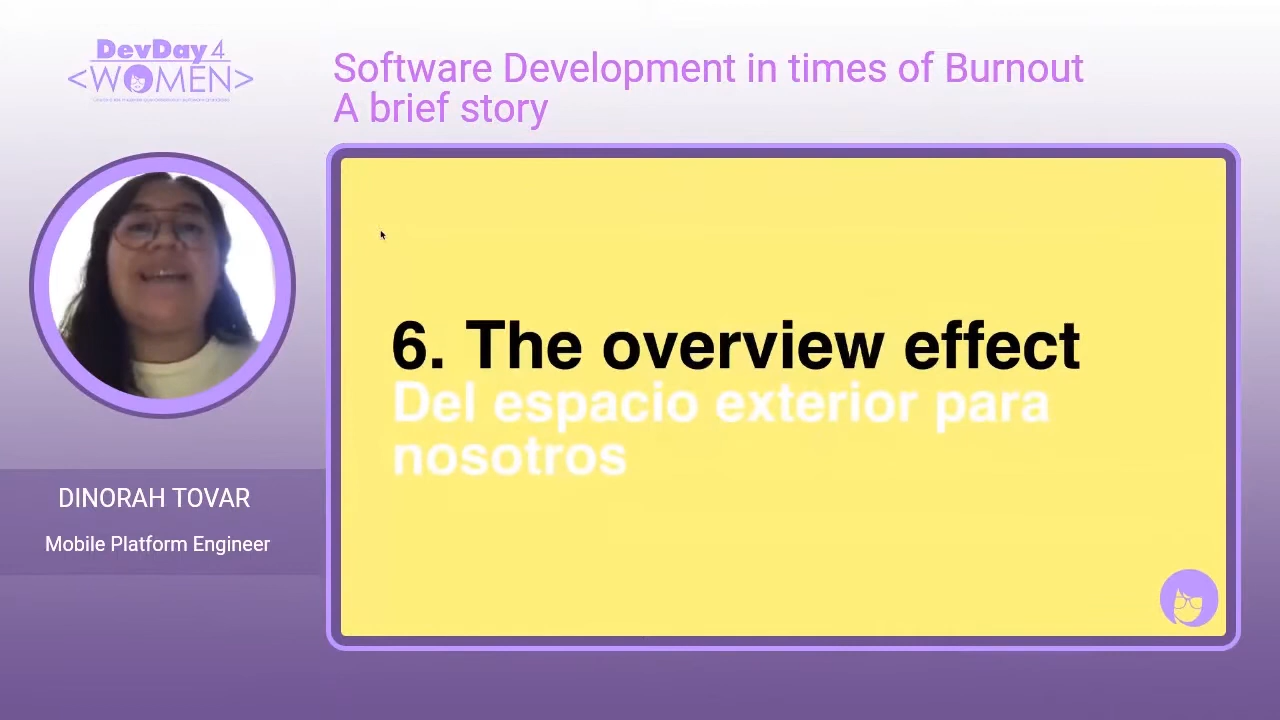 DevDay4
<WOMEN>
Software Development in times of Burnout
A brief story
6. The overview effect
Del espacio exterior para
nosotros
DINORAH TOVAR
Mobile Platform Engineer